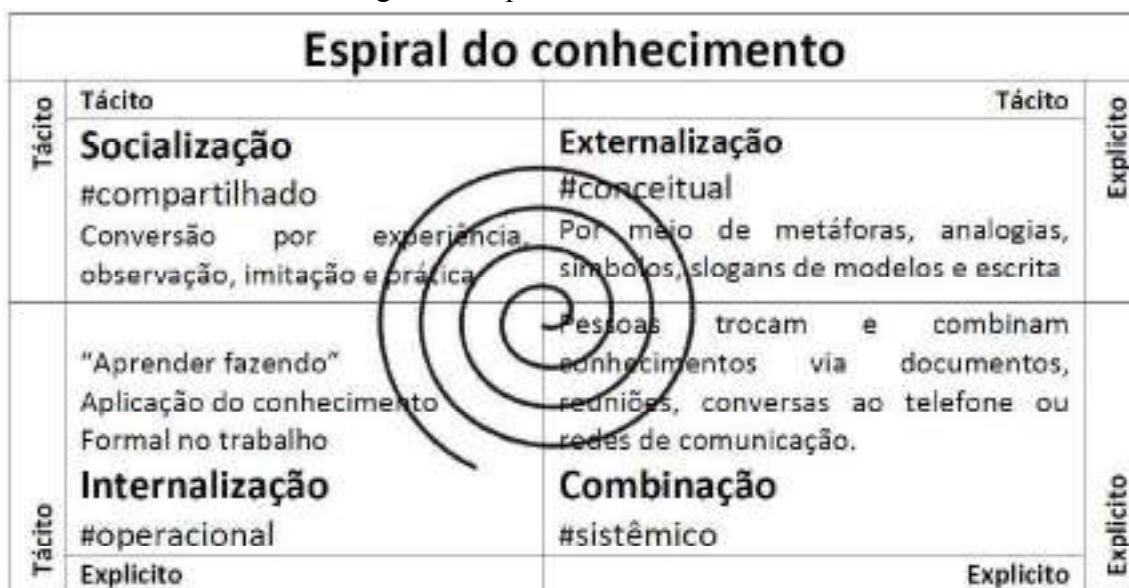 Espiral do conhecimento
Tácito
Tácito
Tácito
Explicito
Socialização
#compartilhado
Conversão por experiência,
observação, imitação e prática
Externalização
#conceitual
Por meio de metáforas, analogias,
símbolos, slogans de modelos e escrita
"Aprender fazendo"
Aplicação do conhecimento
Formal no trabalho
Internalização
#operacional
Pessoas trocam e combinam
conhecimentos via documentos,
reuniões, conversas ao telefone ou
redes de comunicação.
Combinação
#sistêmico
Tácito
Explicito
Explicito
Explicito